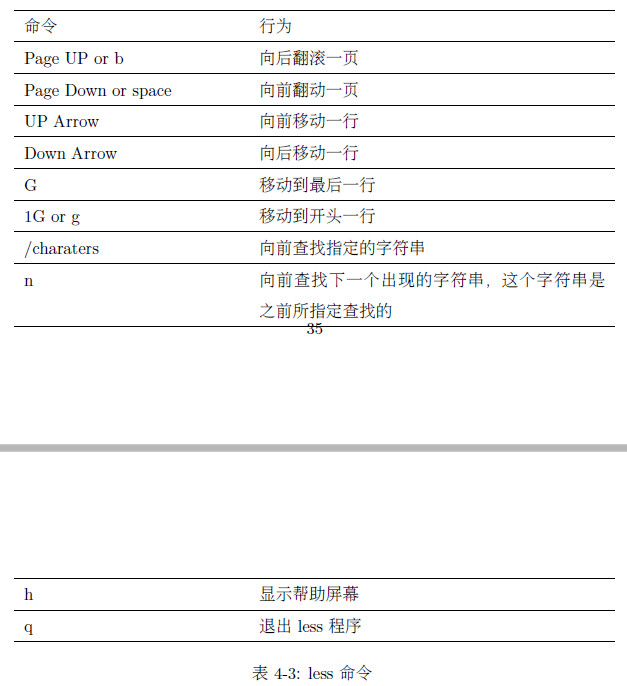 命令 行为
Page UP or b 向后翻滚一页
Page Down or space 向前翻动一页
UP Arrow 向前移动一行
Down Arrow 向后移动一行
G 移动到最后一行
1G or g 移动到开头一行
/charaters 向前查找指定的字符串
n 向前查找下一个出现的字符串，这个字符串是
之前所指定查找的
35
h 显示帮助屏幕
q 退出 less 程序
表 4-3: less 命令